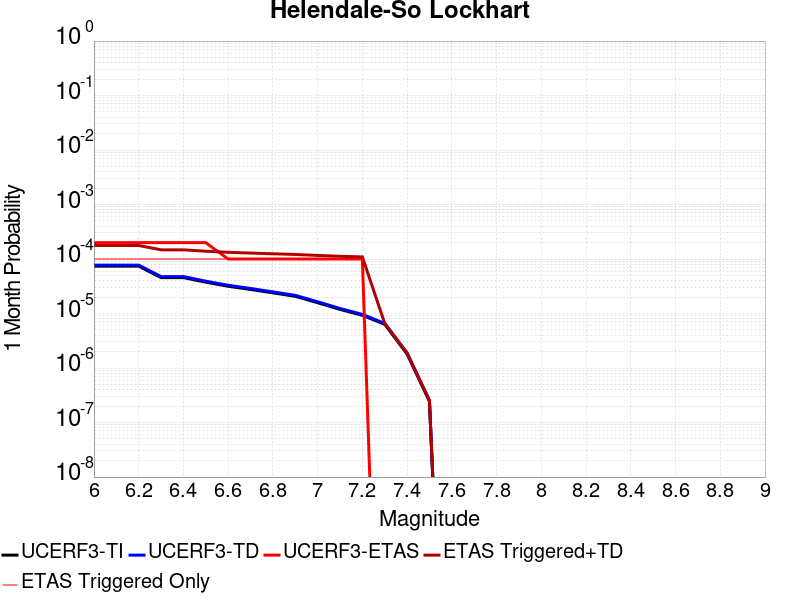 Helendale-So Lockhart
1 Month Probability
10^0
10^-1
10^-2
10^-3
10^-4
10^-5
10^-6
10^-7
10^-8
6 6.2 6.4 6.6 6.8 7 7.2 7.4 7.6 7.8 8 8.2 8.4 8.6 8.8 9
Magnitude
UCERF3-TI UCERF3-TD UCERF3-ETAS ETAS Triggered+TD
ETAS Triggered Only